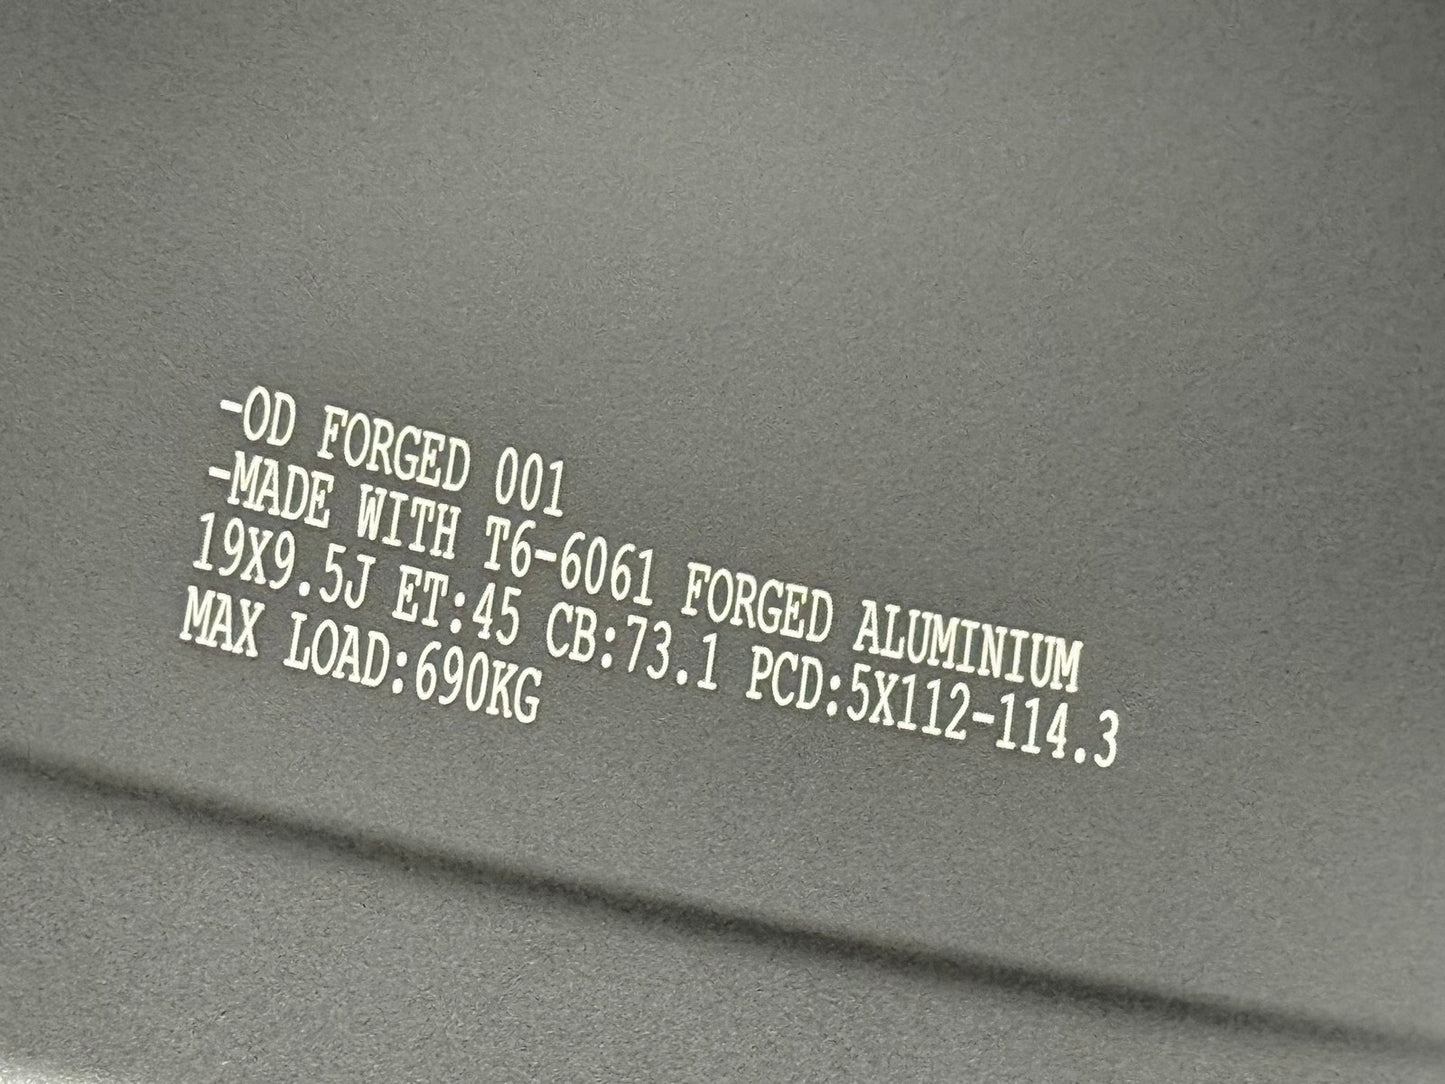 -OD FORGED 001
-MADE WITH T6-6061 FORGED ALUMINIUM
19X9.5J ET:45 CB:73.1 PCD:5X112-114.3
MAX LOAD:690KG